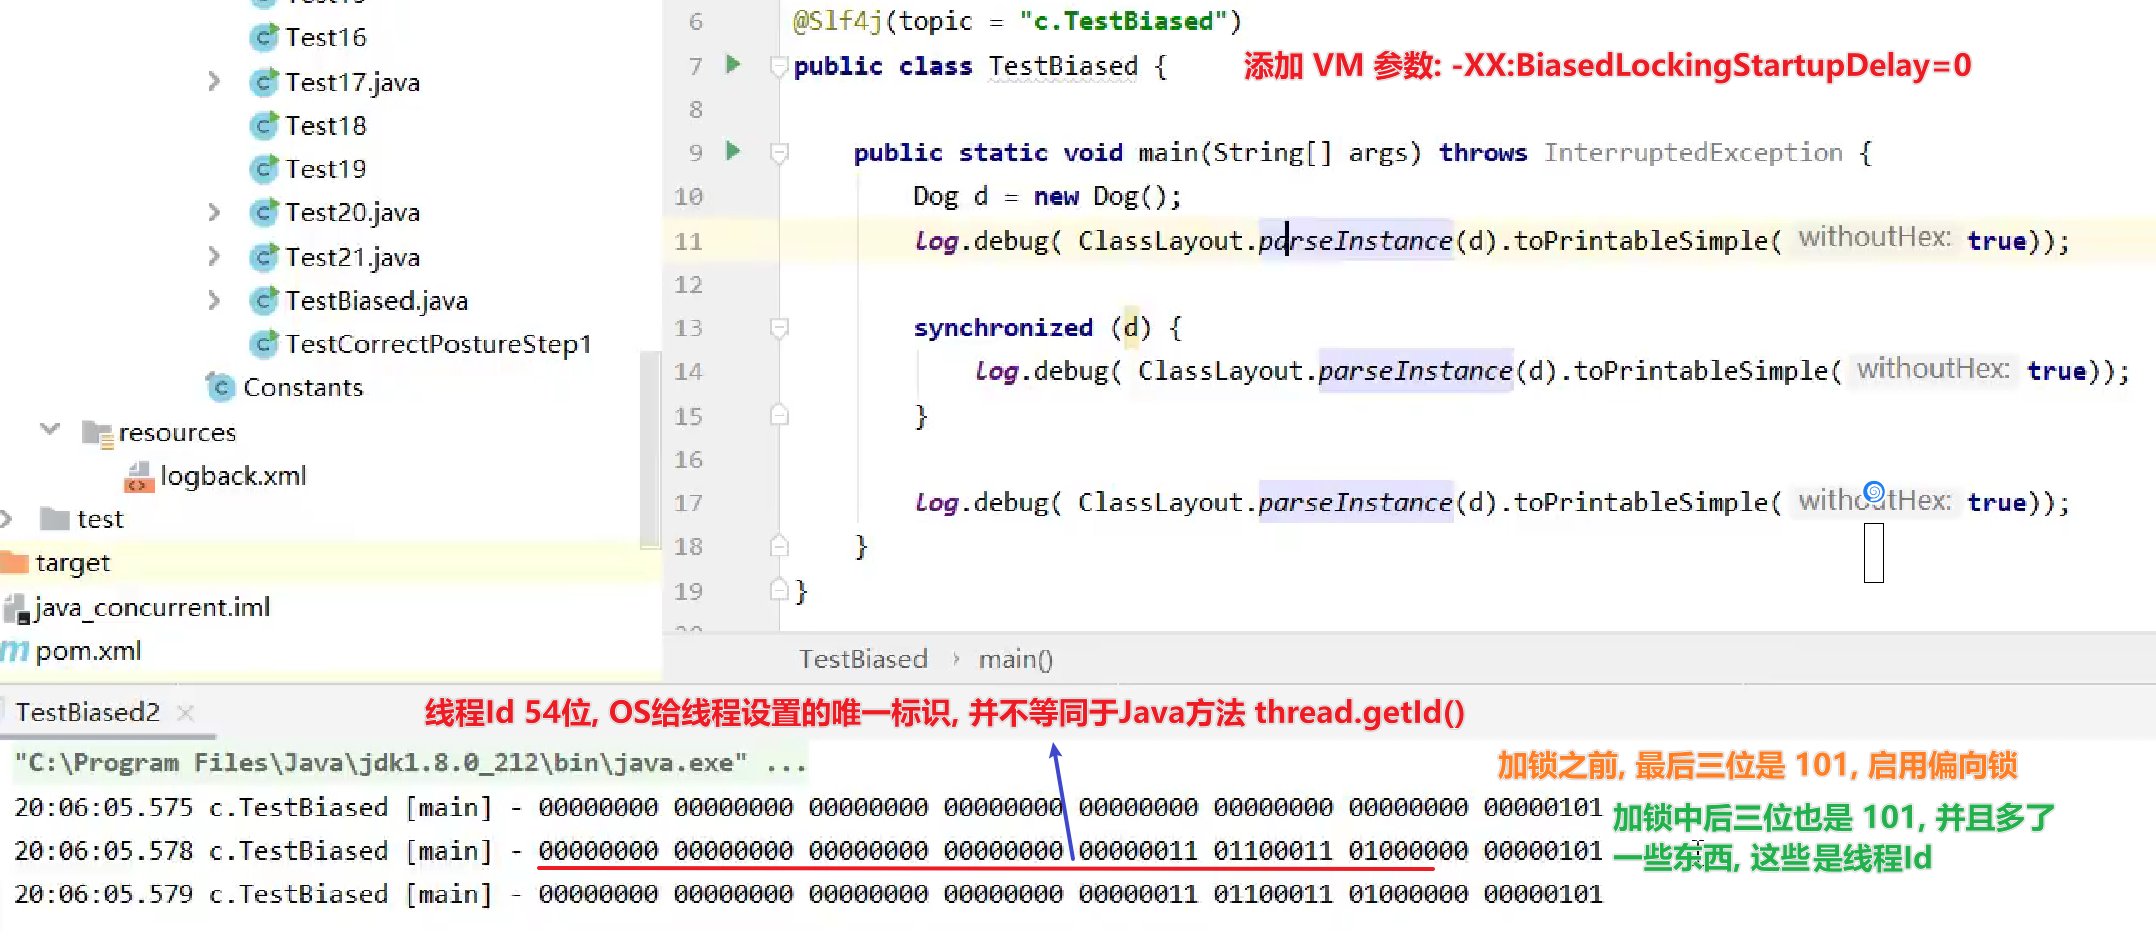 Test16
Test17.java
Test18
Test19
Test20.java
Test21.java
TestBiased.java
TestCorrectPostureStep1
Constants
resources
logback.xml
test
target
java_concurrent.iml
pom.xml
6 @Slf4j(topic = "c.TestBiased")
7 public class TestBiased { 添加 VM 参数: -XX:BiasedLockingStartupDelay=0
8
9 public static void main(String[] args) throws InterruptedException {
10 Dog d = new Dog();
11 log.debug( ClassLayout.parseInstance(d).toPrintableSimple( withoutHex: true));
12
13 synchronized (d) {
14 log.debug( ClassLayout.parseInstance(d).toPrintableSimple( withoutHex: true));
15 }
16
17 log.debug( ClassLayout.parseInstance(d).toPrintableSimple( withoutHex: true));
18 }
19 }
TestBiased › main()
TestBiased2
线程Id 54位, OS给线程设置的唯一标识, 并不等同于Java方法 thread.getId()
"C:\Program Files\Java\jdk1.8.0_212\bin\java.exe" ...
加锁之前, 最后三位是 101, 启用偏向锁
20:06:05.575 c.TestBiased [main] - 00000000 00000000 00000000 00000000 00000000 00000000 00000000 00000101
加锁中后三位也是 101, 并且多了
20:06:05.578 c.TestBiased [main] - 00000000 00000000 00000000 00000000 00000011 01100011 01000000 00000101
一些东西, 这些是线程Id
20:06:05.579 c.TestBiased [main] - 00000000 00000000 00000000 00000000 00000011 01100011 01000000 00000101